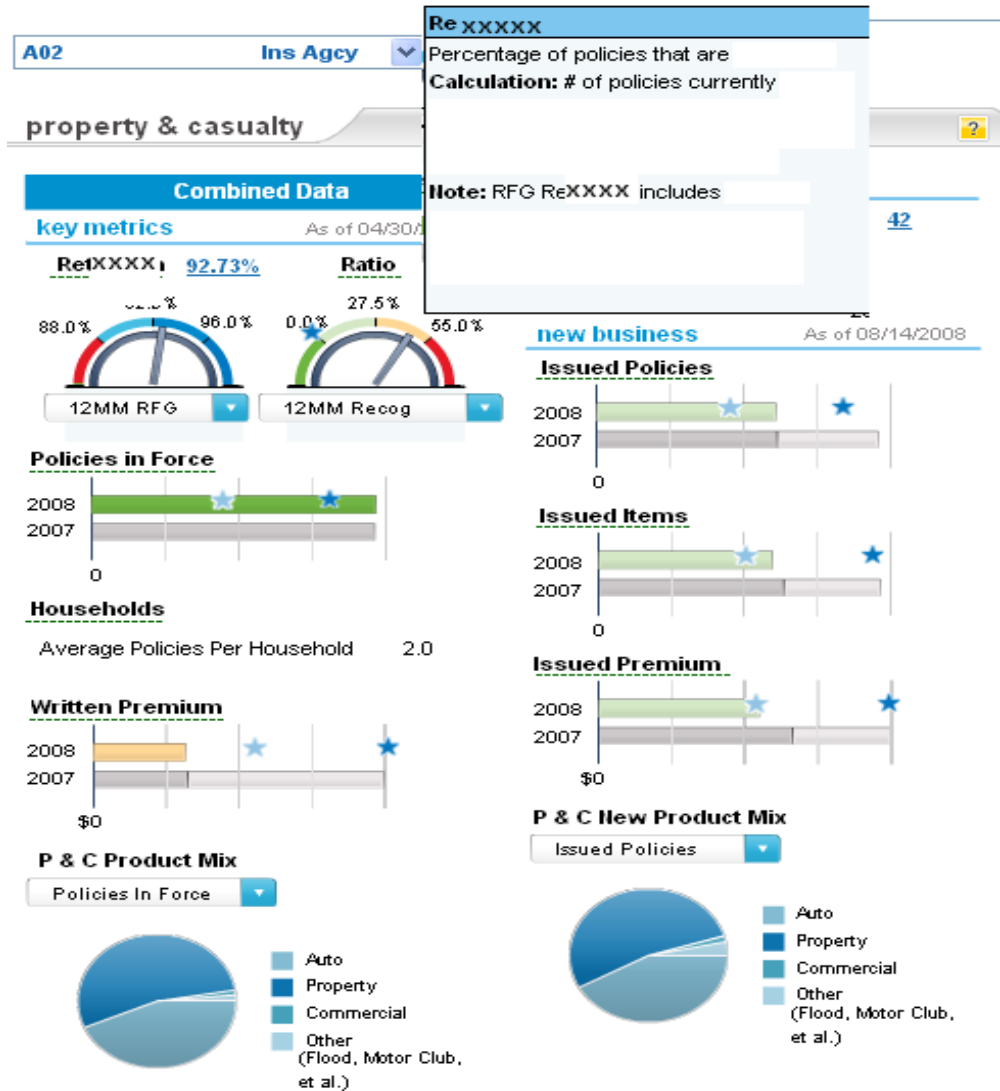 Re xxxxx
Percentage of policies that are
Calculation: # of policies currently
Note: RFG ReXXXX includes
A02 Ins Agcy
property & casualty
?
Combined Data
key metrics As of 04/30/
RetXXXX 92.73%
Ratio
88.0%
96.0%
0.0%
27.5%
55.0%
12MM RFG
12MM Recog
Policies in Force
2008
2007
0
Households
Average Policies Per Household 2.0
Written Premium
2008
2007
$0
P & C Product Mix
Policies In Force
Auto
Property
Commercial
Other
(Flood, Motor Club,
et al.)
42
new business As of 08/14/2008
Issued Policies
2008
2007
0
Issued Items
2008
2007
0
Issued Premium
2008
2007
$0
P & C New Product Mix
Issued Policies
Auto
Property
Commercial
Other
(Flood, Motor Club,
et al.)